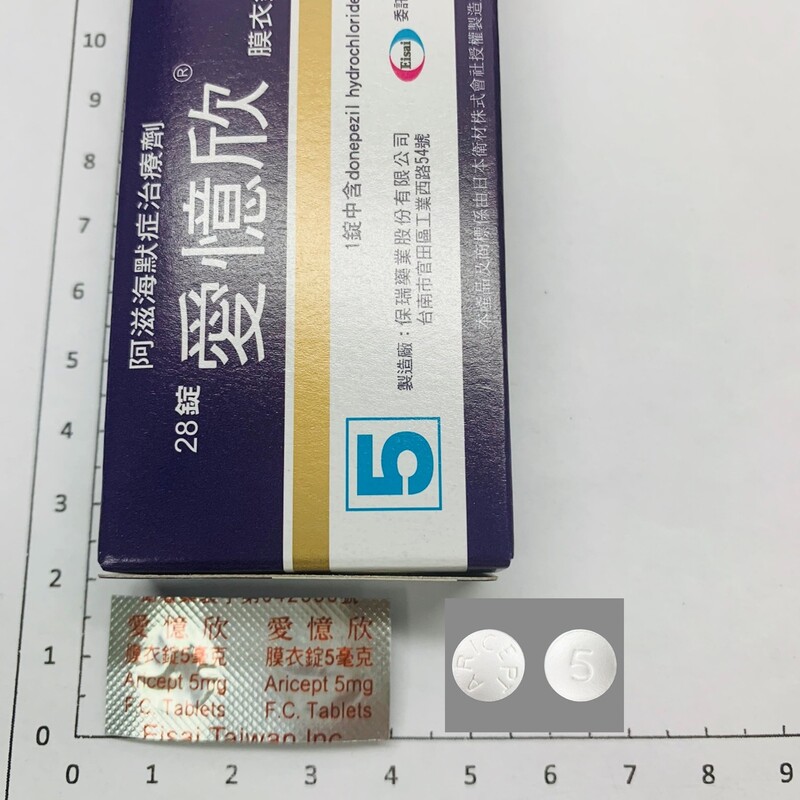 阿滋海默症治療劑
愛憶欣®
膜衣
28錠
1錠中含donepezil hydrochloride
Eisai
委託
製造廠：保瑞藥業股份有限公司
台南市官田區工業西路54號
5
本產品及商標係由日本衛材株式會社授權製造
愛憶欣 愛憶欣
膜衣錠5毫克 膜衣錠5毫克
Aricept 5mg Aricept 5mg
F.C. Tablets F.C. Tablets
Eisai Taiwan Inc
ARICEPT
5
10
9
8
7
6
5
4
3
2
1
0
0 1 2 3 4 5 6 7 8 9